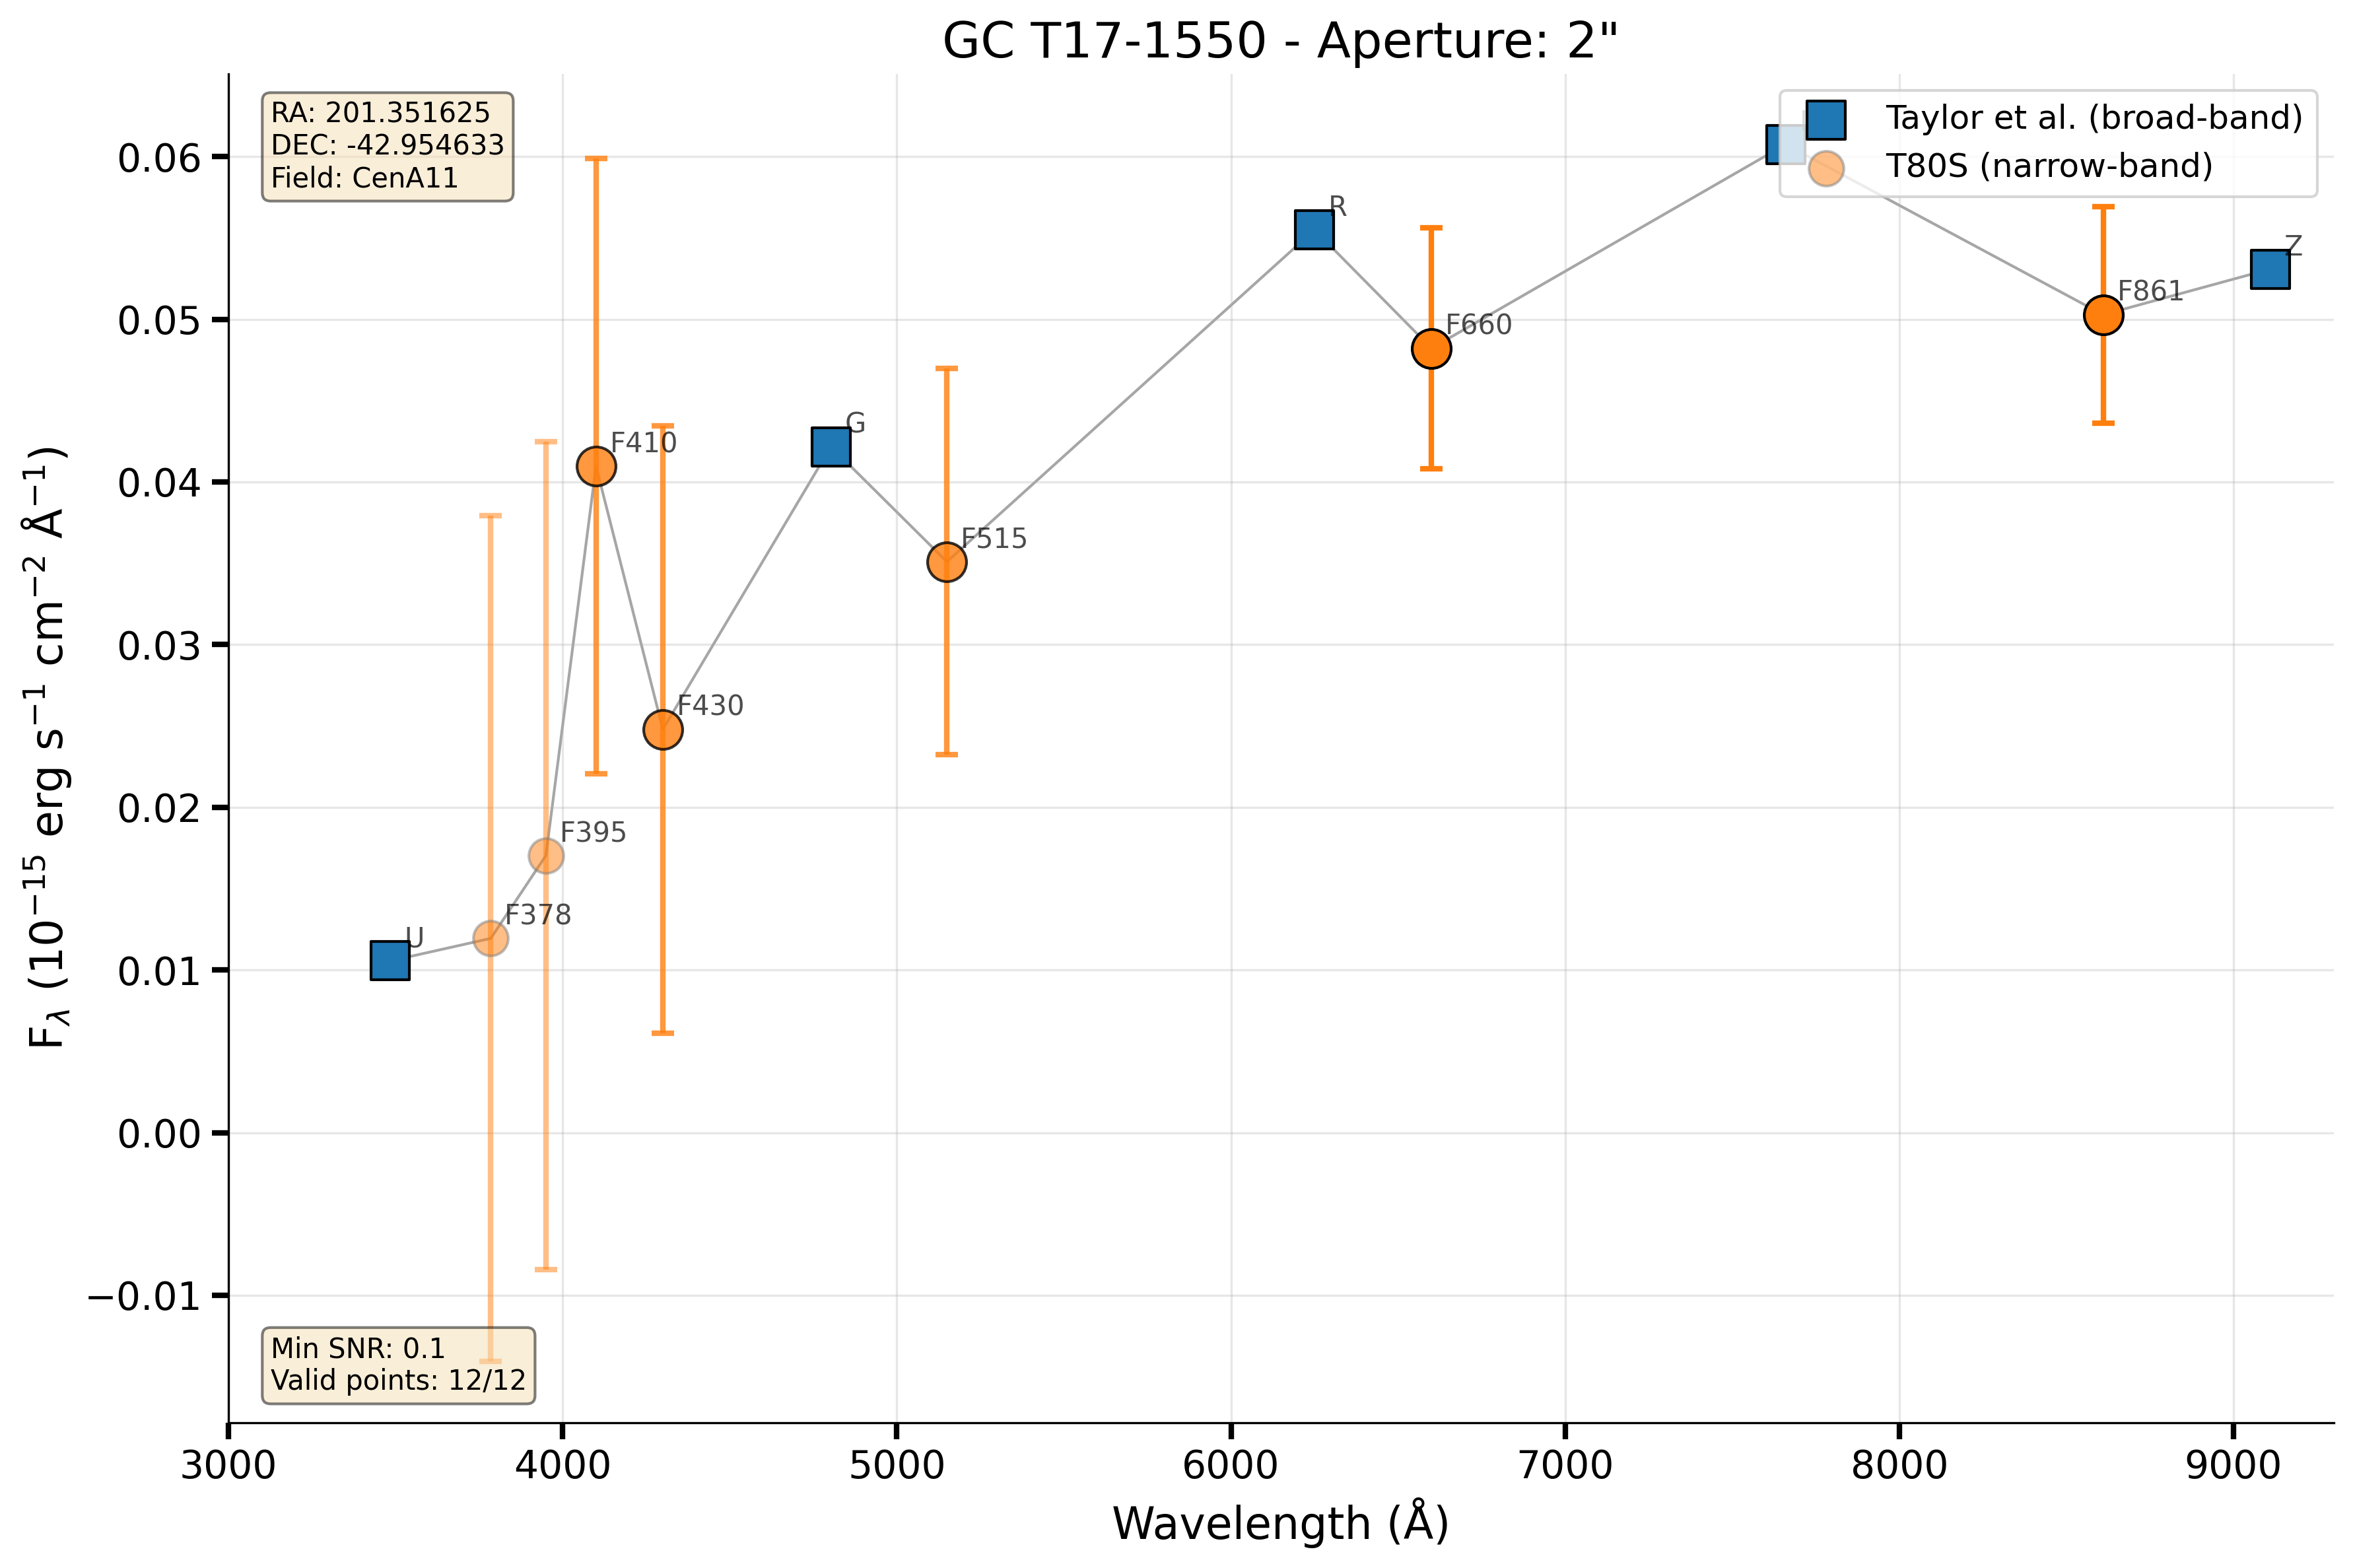 GC T17-1550 - Aperture: 2"
RA: 201.351625
DEC: -42.954633
Field: CenA11
Taylor et al. (broad-band)
T80S (narrow-band)
R
Z
F861
F660
G
F410
F515
F430
F395
F378
U
Min SNR: 0.1
Valid points: 12/12
0.06
0.05
0.04
0.03
0.02
0.01
0.00
−0.01
F_λ (10⁻¹⁵ erg s⁻¹ cm⁻² Å⁻¹)
3000 4000 5000 6000 7000 8000 9000
Wavelength (Å)